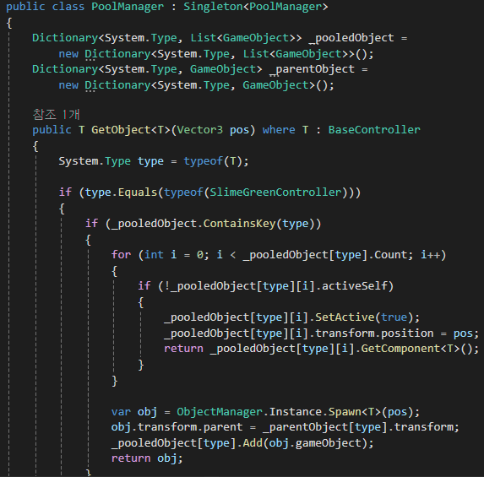 public class PoolManager : Singleton<PoolManager>
{
    Dictionary<System.Type, List<GameObject>> _pooledObject =
        new Dictionary<System.Type, List<GameObject>>();
    Dictionary<System.Type, GameObject> _parentObject =
        new Dictionary<System.Type, GameObject>();

    참조 1개
    public T GetObject<T>(Vector3 pos) where T : BaseController
    {
        System.Type type = typeof(T);

        if (type.Equals(typeof(SlimeGreenController)))
        {
            if (_pooledObject.ContainsKey(type))
            {
                for (int i = 0; i < _pooledObject[type].Count; i++)
                {
                    if (!_pooledObject[type][i].activeSelf)
                    {
                        _pooledObject[type][i].SetActive(true);
                        _pooledObject[type][i].transform.position = pos;
                        return _pooledObject[type][i].GetComponent<T>();
                    }
                }

                var obj = ObjectManager.Instance.Spawn<T>(pos);
                obj.transform.parent = _parentObject[type].transform;
                _pooledObject[type].Add(obj.gameObject);
                return obj;
            }